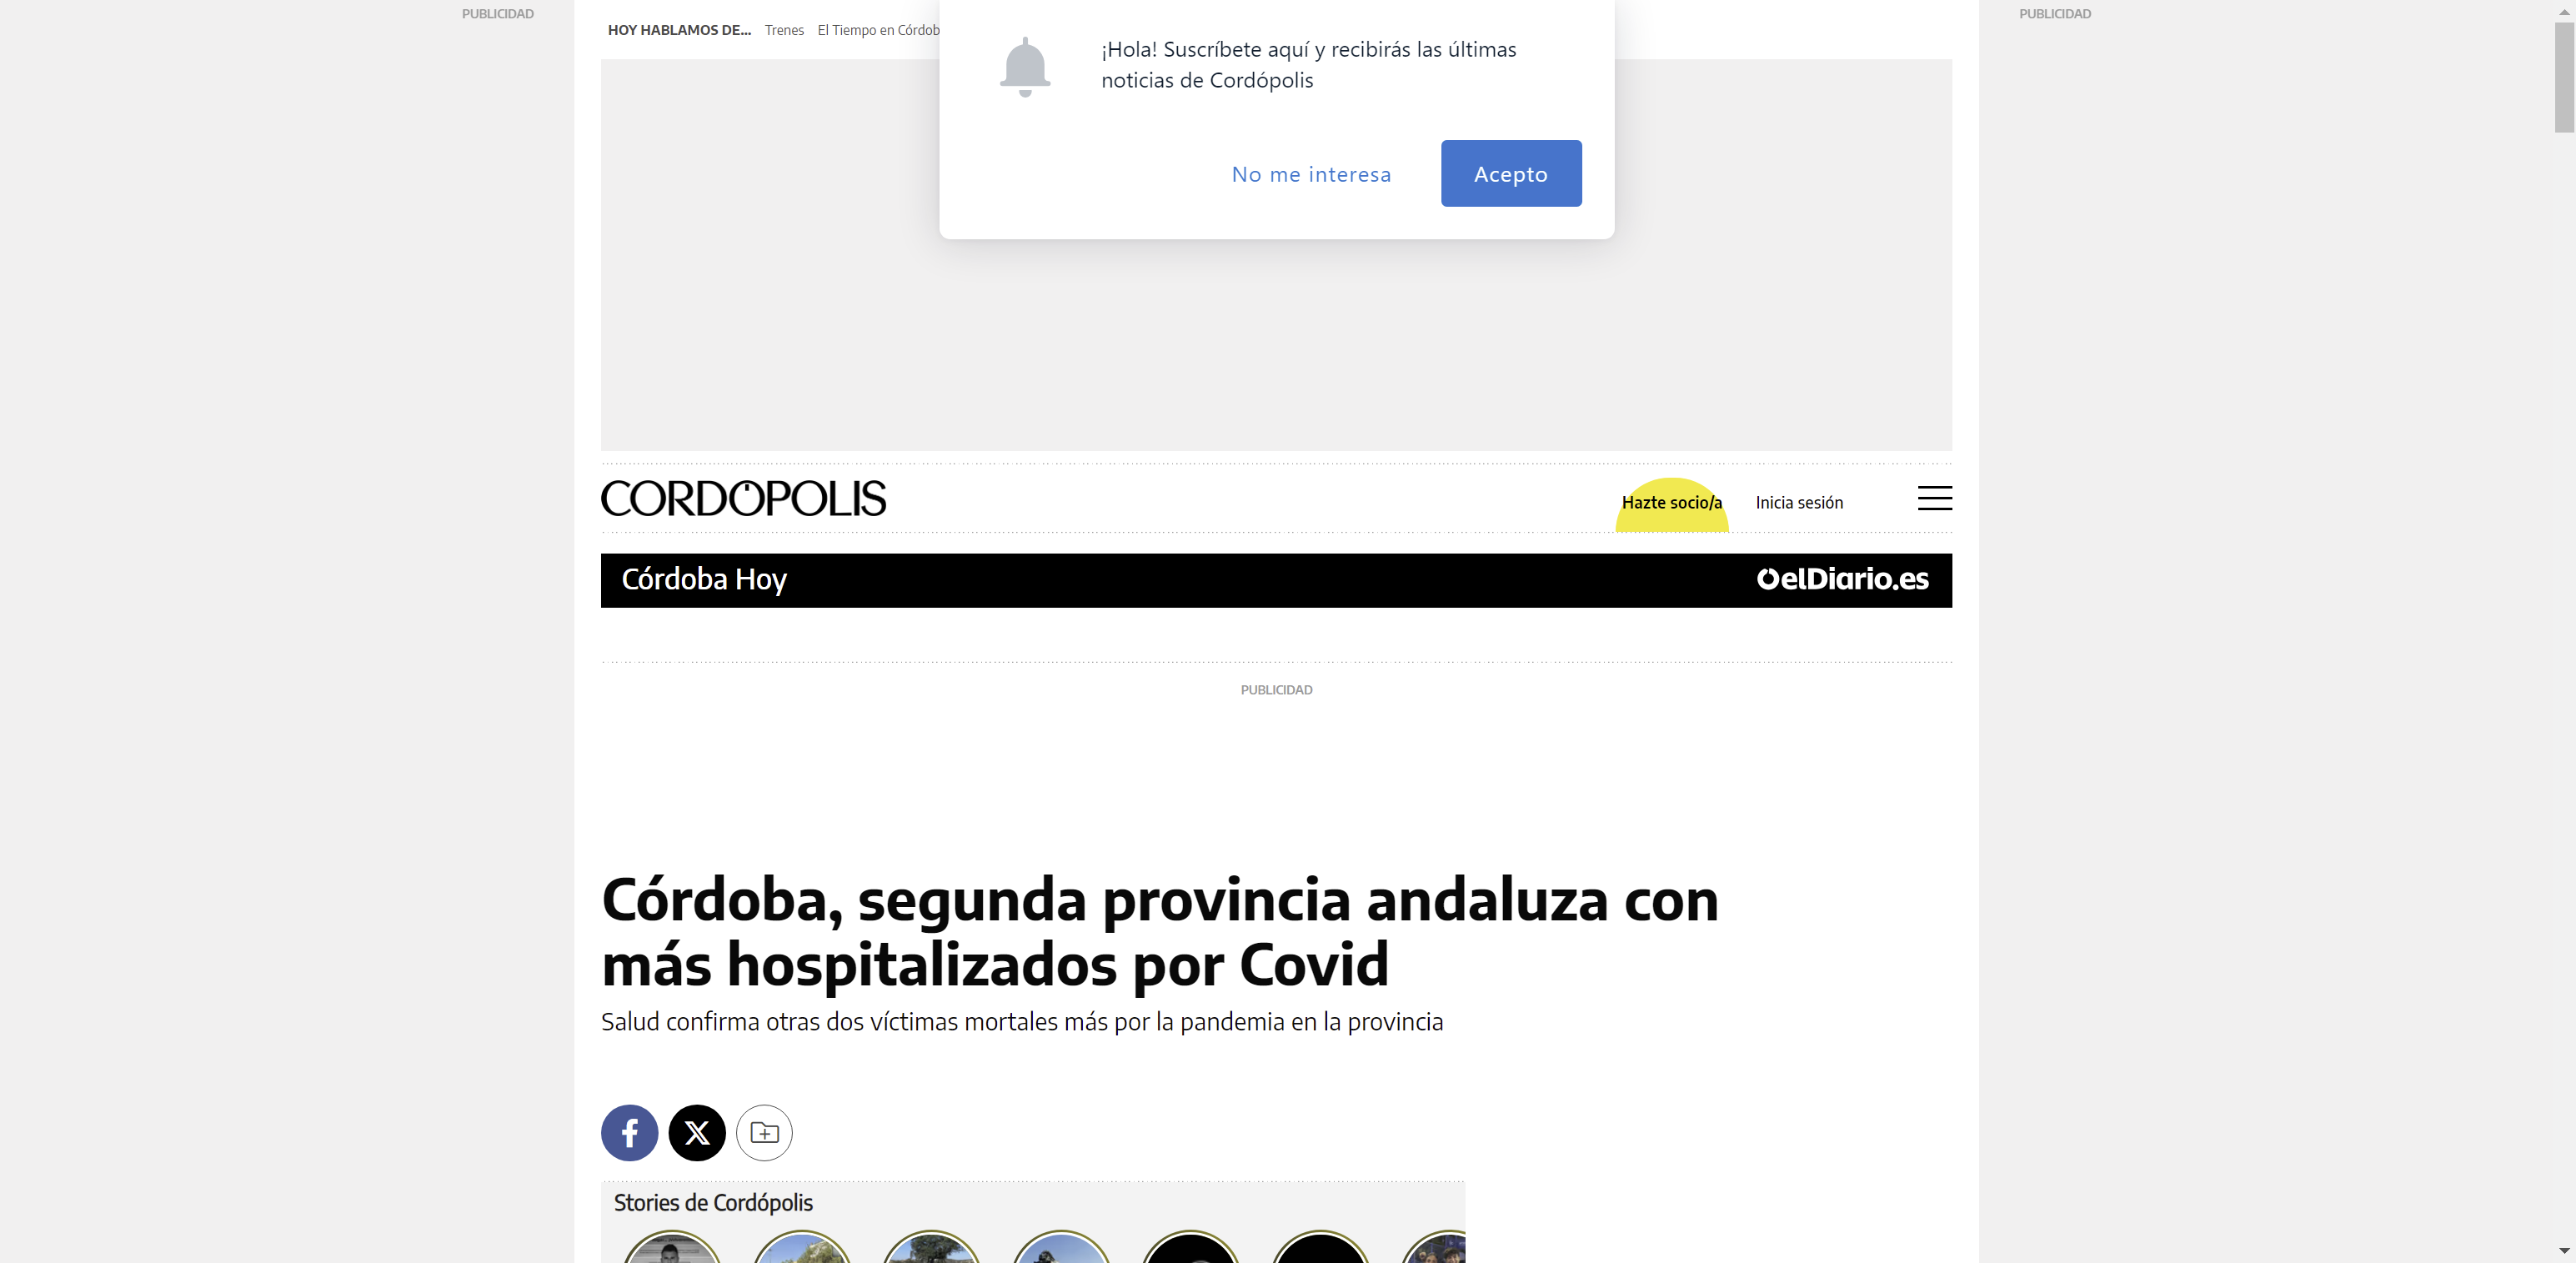 PUBLICIDAD
PUBLICIDAD
HOY HABLAMOS DE... Trenes El Tiempo en Córdob
¡Hola! Suscríbete aquí y recibirás las últimas
noticias de Cordópolis
No me interesa
Acepto
CORDÓPOLIS
Hazte socio/a
Inicia sesión
Córdoba Hoy
elDiario.es
PUBLICIDAD
Córdoba, segunda provincia andaluza con
más hospitalizados por Covid
Salud confirma otras dos víctimas mortales más por la pandemia en la provincia
Stories de Cordópolis